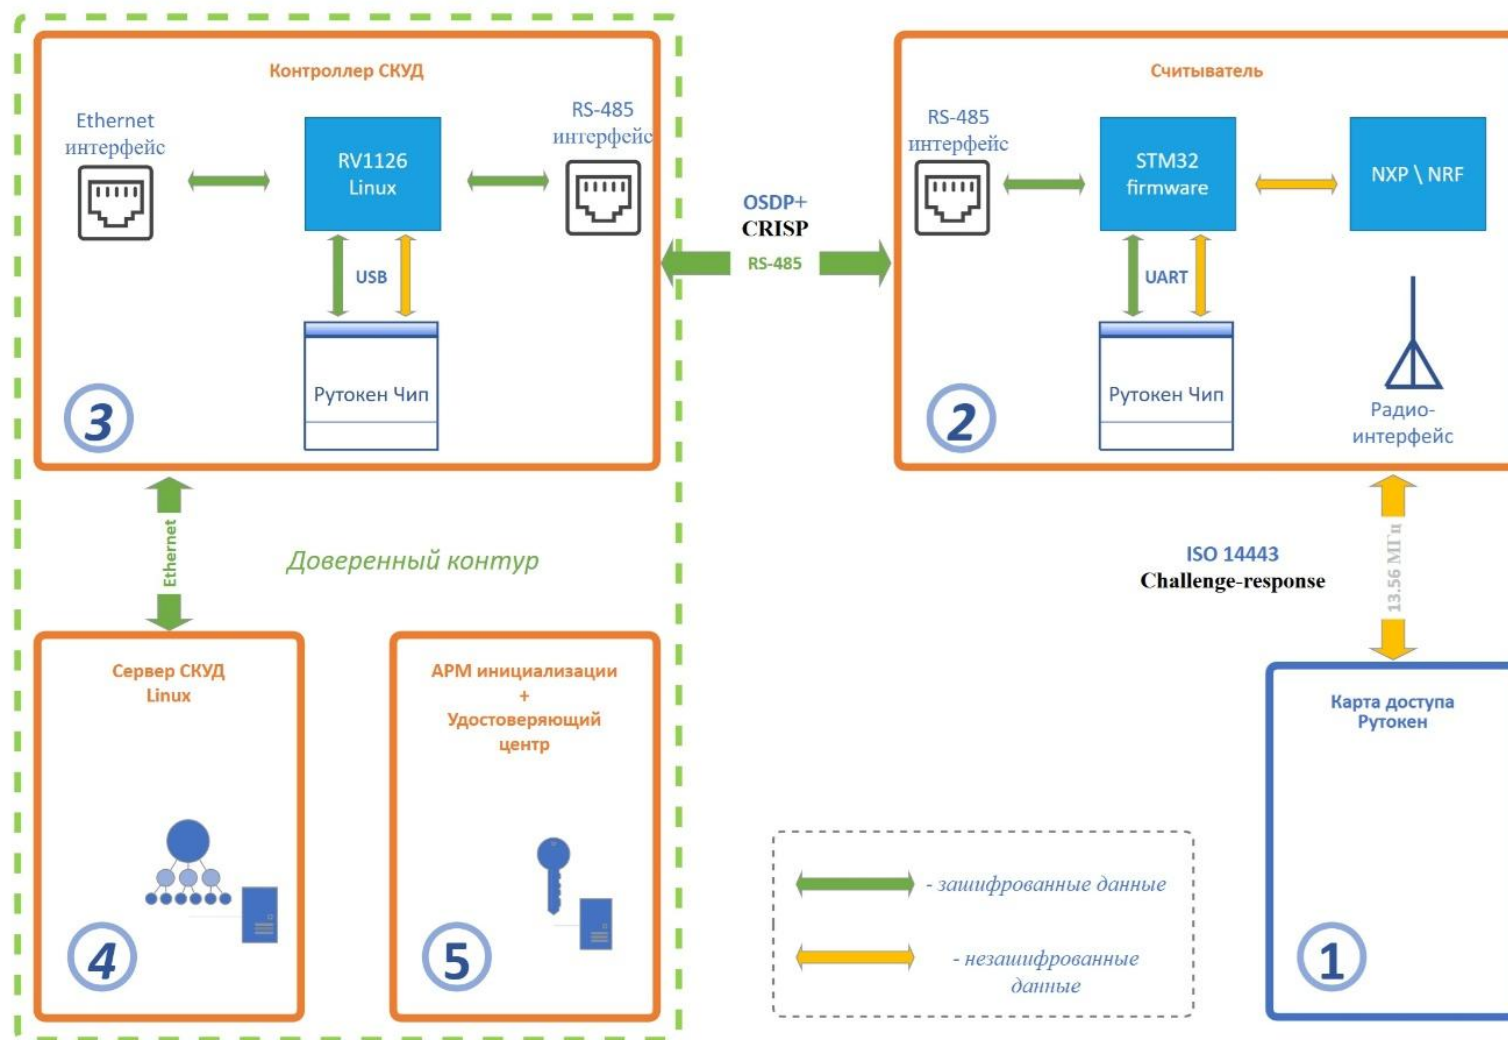 Контроллер СКУД
Ethernet
интерфейс
RV1126
Linux
RS-485
интерфейс
USB
Рутокен Чип
3
OSDP+
CRISP
RS-485
Считыватель
RS-485
интерфейс
STM32
firmware
NXP \ NRF
UART
Рутокен Чип
Радио-
интерфейс
2
Ethernet
Доверенный контур
ISO 14443
Challenge-response
13.56 МГц
Сервер СКУД
Linux
4
АРМ инициализации
+
Удостоверяющий
центр
5
- зашифрованные данные
- незашифрованные
данные
Карта доступа
Рутокен
1